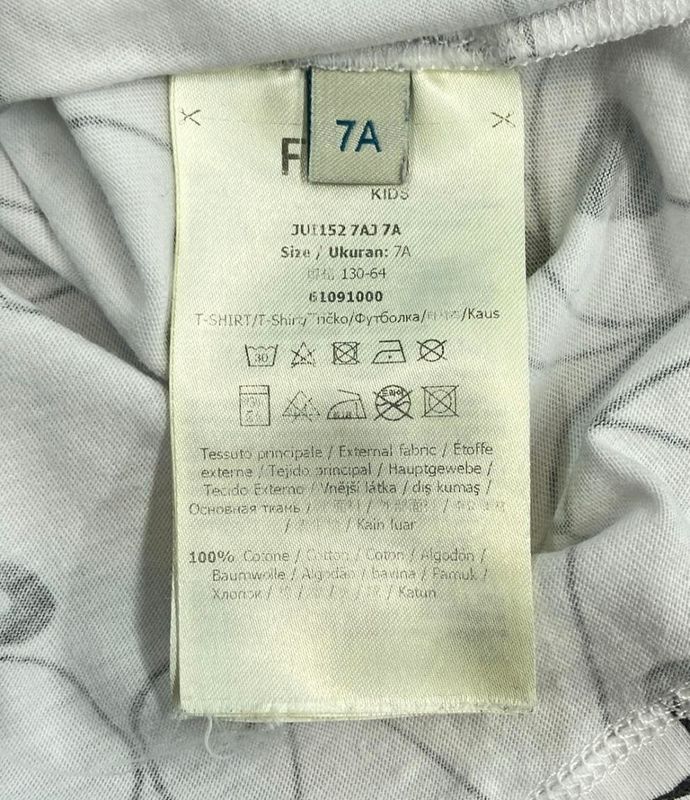 7A
KIDS
JUI152 7AJ 7A
Size / Ukuran: 7A
130-64
61091000
T-SHIRT/T-Shirt/Tričko/Футболка/Kaus
30
Tessuto principale / External fabric / Étoffe
externe / Tejido principal / Hauptgewebe /
Tecido Externo / Vnější látka / dış kumaş /
Основная ткань /
/ Kain luar
100% Cotone / Cotton / Coton / Algodón /
Baumwolle / Algodão / bavlna / Pamuk /
Хлопок / Katun